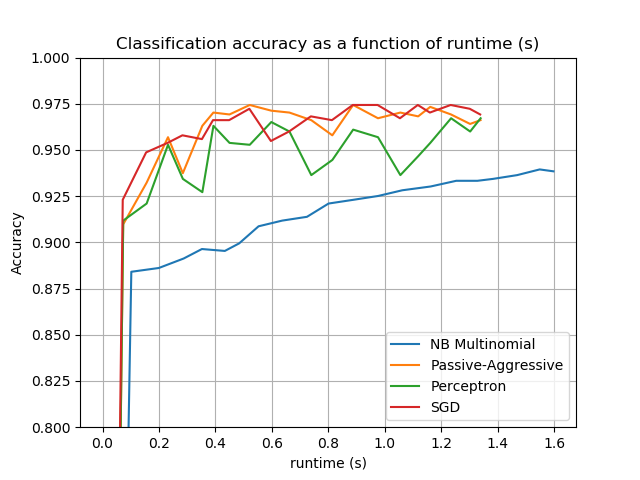 Classification accuracy as a function of runtime (s)
1.000
0.975
0.950
0.925
0.900
0.875
0.850
0.825
0.800
Accuracy
0.0 0.2 0.4 0.6 0.8 1.0 1.2 1.4 1.6
runtime (s)
NB Multinomial
Passive-Aggressive
Perceptron
SGD